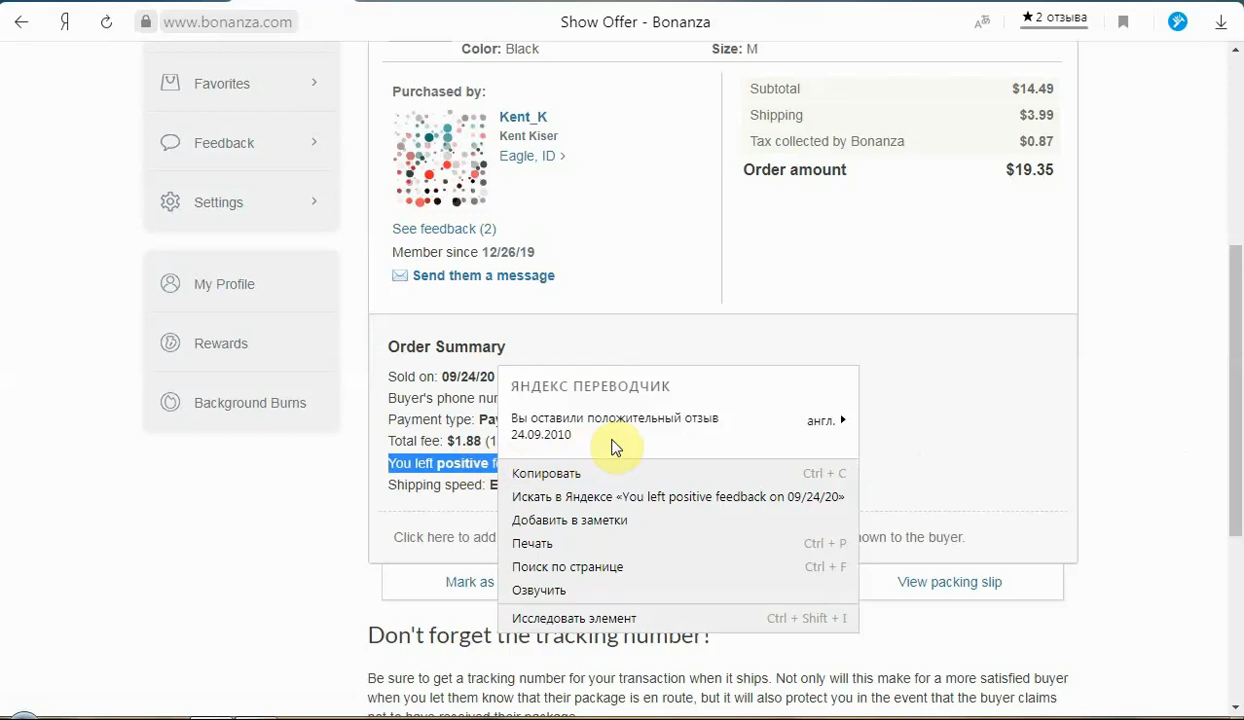 Я
www.bonanza.com
Show Offer - Bonanza
★ 2 отзыва
Favorites
Feedback
Settings
My Profile
Rewards
Background Burns
Color: Black
Size: M
Purchased by:
Kent_K
Kent Kiser
Eagle, ID >
See feedback (2)
Member since 12/26/19
Send them a message
Subtotal $14.49
Shipping $3.99
Tax collected by Bonanza $0.87
Order amount $19.35
Order Summary
Sold on: 09/24/20
Buyer's phone
Payment type:
Total fee: $1.88
You left positive
Shipping speed:
Click here to add
to the buyer.
ЯНДЕКС ПЕРЕВОДЧИК
Вы оставили положительный отзыв
24.09.2010
англ.
Копировать Ctrl + C
Искать в Яндексе «You left positive feedback on 09/24/20»
Добавить в заметки
Печать Ctrl + P
Поиск по странице Ctrl + F
Озвучить
Исследовать элемент Ctrl + Shift + I
Mark as
View packing slip
Don't forget the tracking number!
Be sure to get a tracking number for your transaction when it ships. Not only will this make for a more satisfied buyer
when you let them know that their package is en route, but it will also protect you in the event that the buyer claims
not to have received their package.